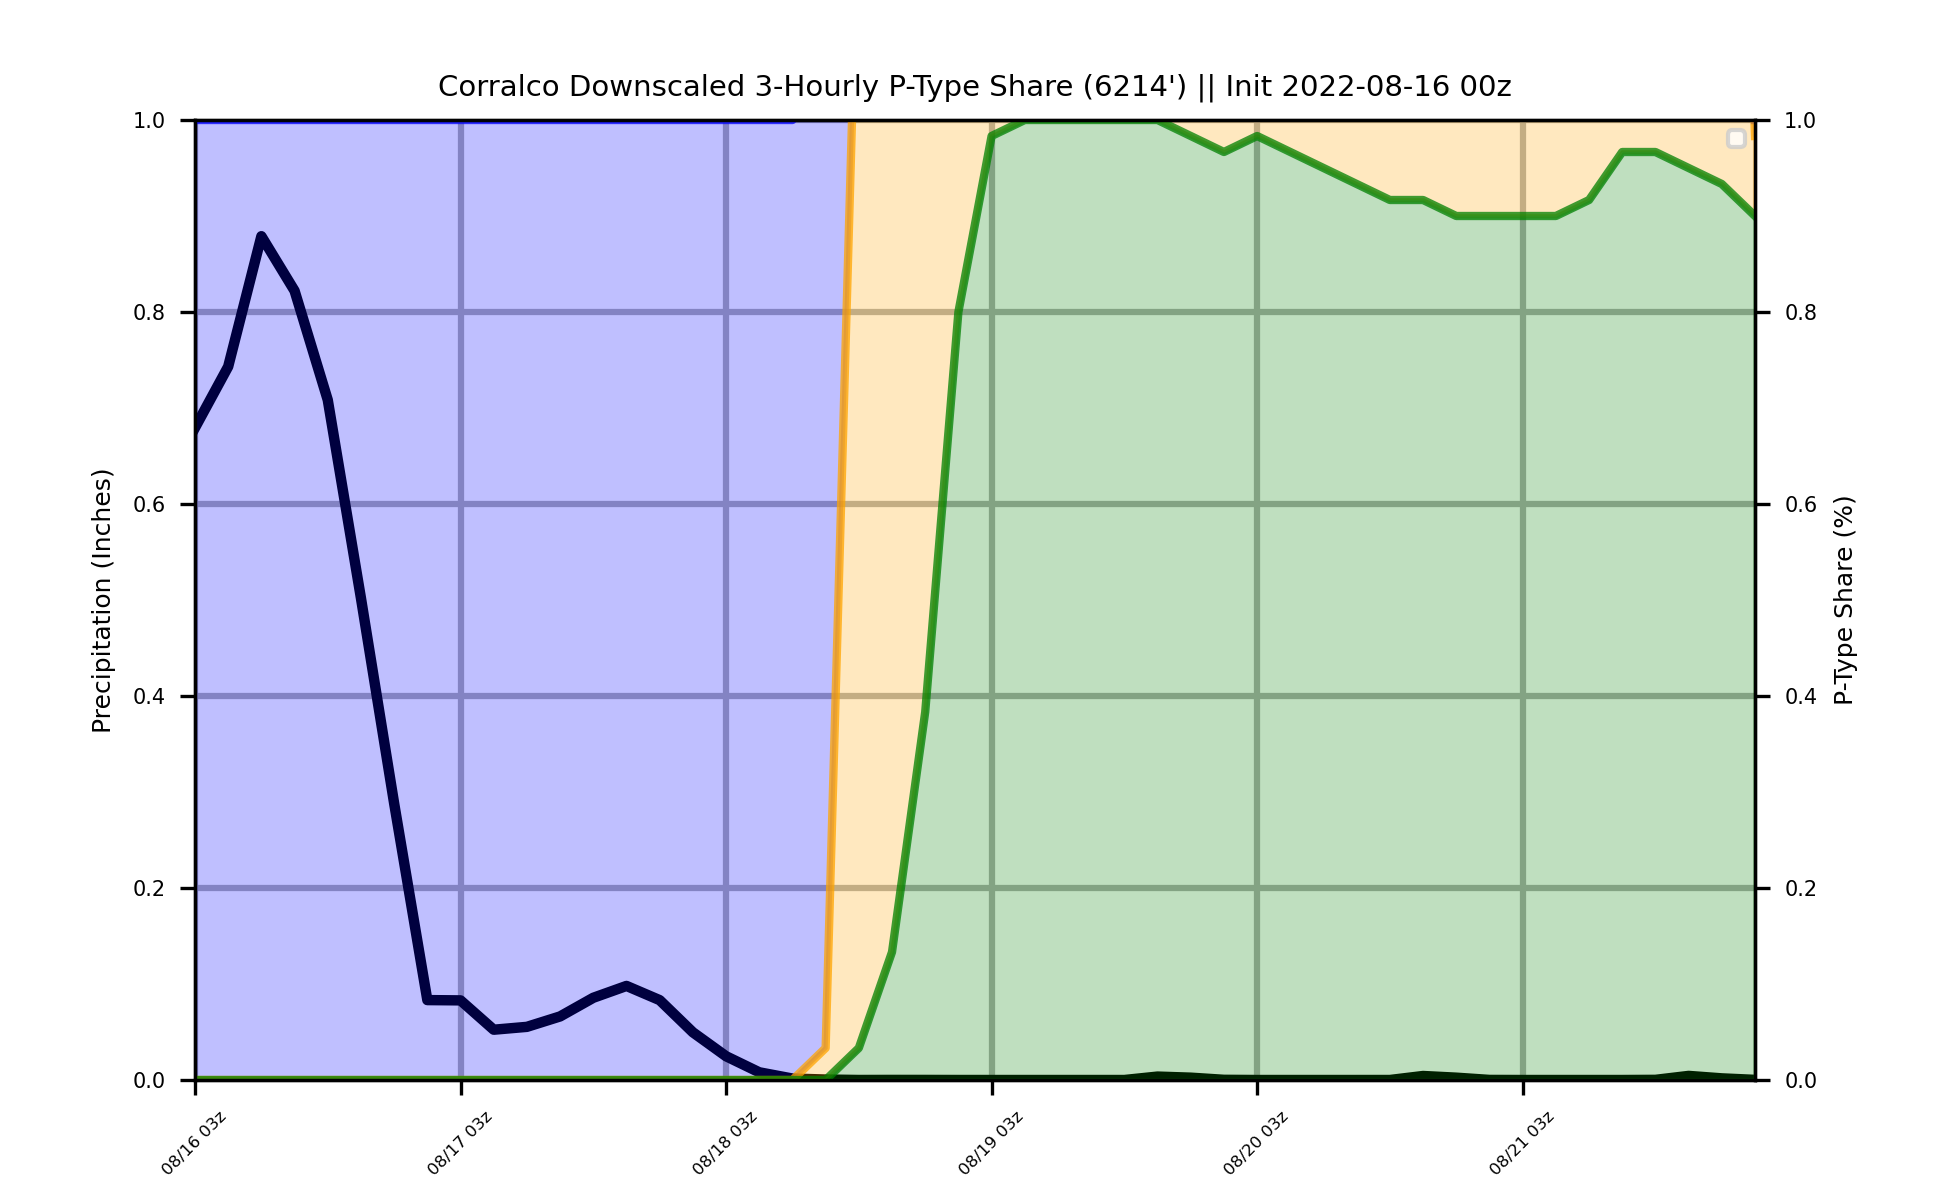 Corralco Downscaled 3-Hourly P-Type Share (6214') || Init 2022-08-16 00z
1.0
0.8
0.6
0.4
0.2
0.0
Precipitation (Inches)
1.0
0.8
0.6
0.4
0.2
0.0
P-Type Share (%)
08/16 03z
08/17 03z
08/18 03z
08/19 03z
08/20 03z
08/21 03z